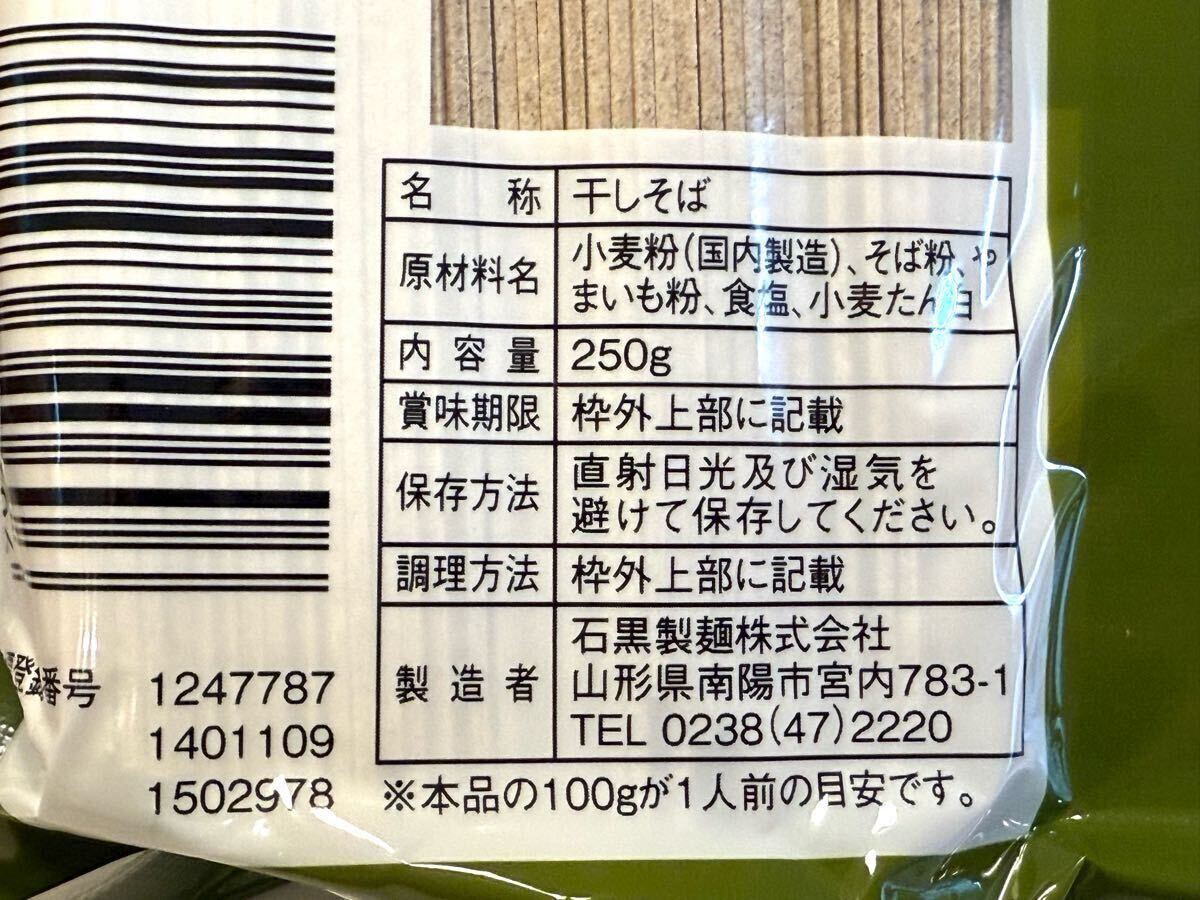 名称 干しそば
原材料名 小麦粉(国内製造)、そば粉、や
まいも粉、食塩、小麦たん白
内容量 250g
賞味期限 枠外上部に記載
保存方法 直射日光及び湿気を
避けて保存してください。
調理方法 枠外上部に記載
製造者 石黒製麺株式会社
山形県南陽市宮内783-1
TEL 0238(47)2220
※本品の100gが1人前の目安です。
登番号 1247787
1401109
1502978